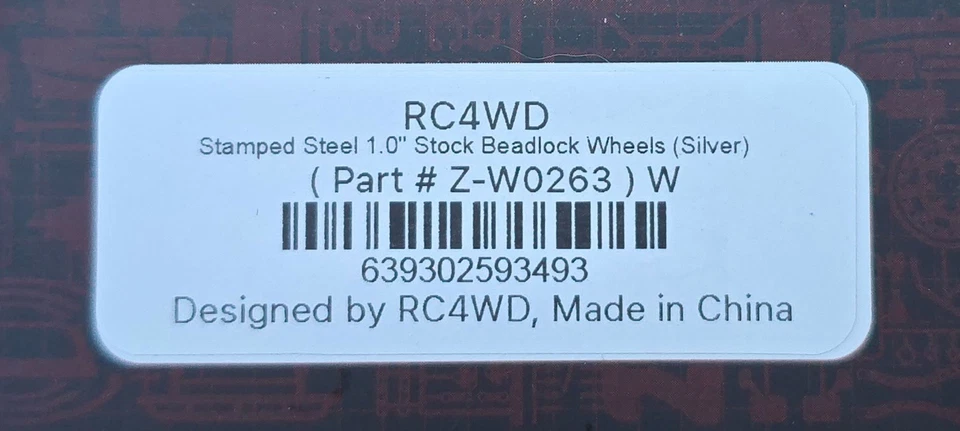 RC4WD
Stamped Steel 1.0" Stock Beadlock Wheels (Silver)
( Part # Z-W0263 ) W
639302593493
Designed by RC4WD, Made in China